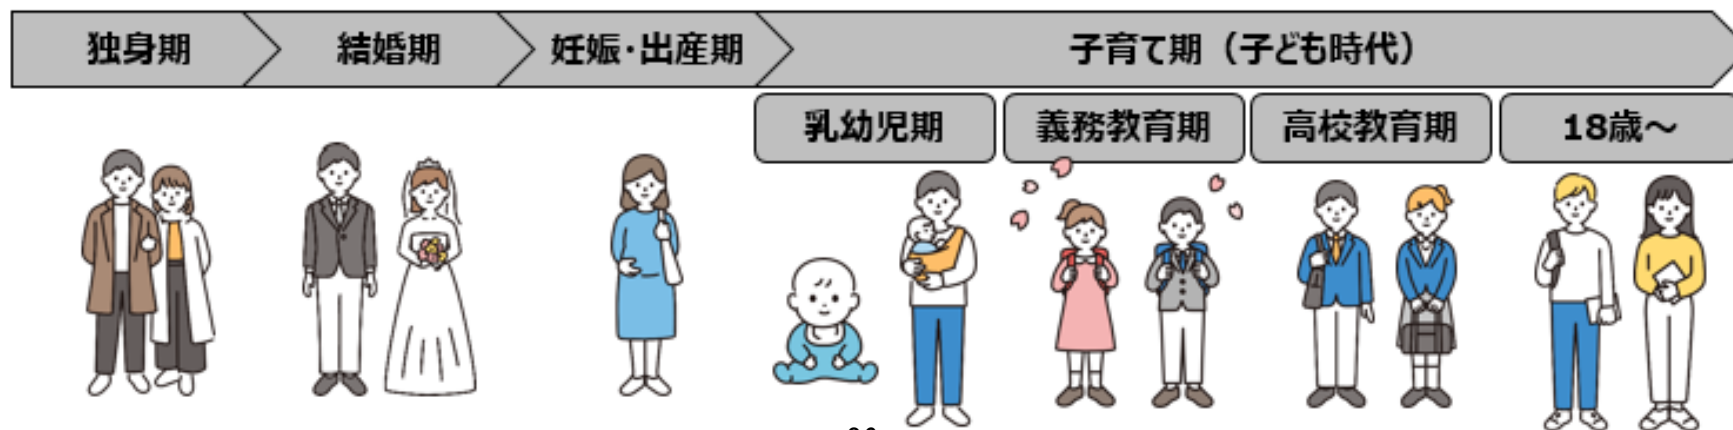 独身期
結婚期
妊娠・出産期
子育て期（子ども時代）
乳幼児期
義務教育期
高校教育期
18歳～